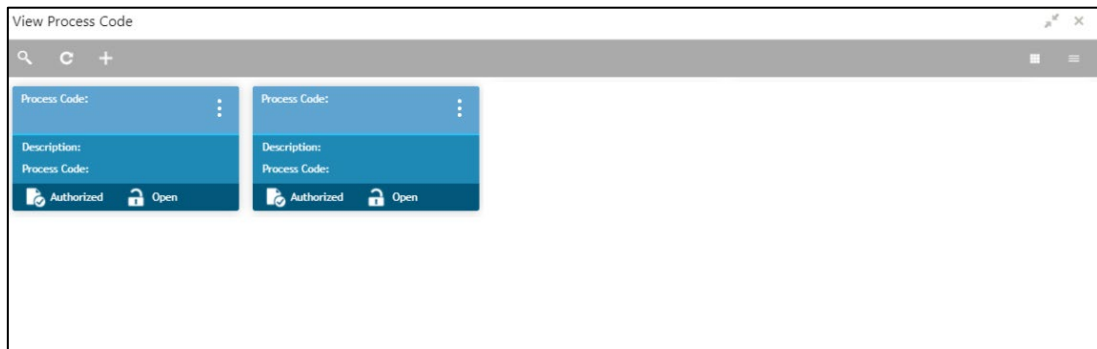 View Process Code
Process Code:
Description:
Process Code:
Authorized Open
Process Code:
Description:
Process Code:
Authorized Open